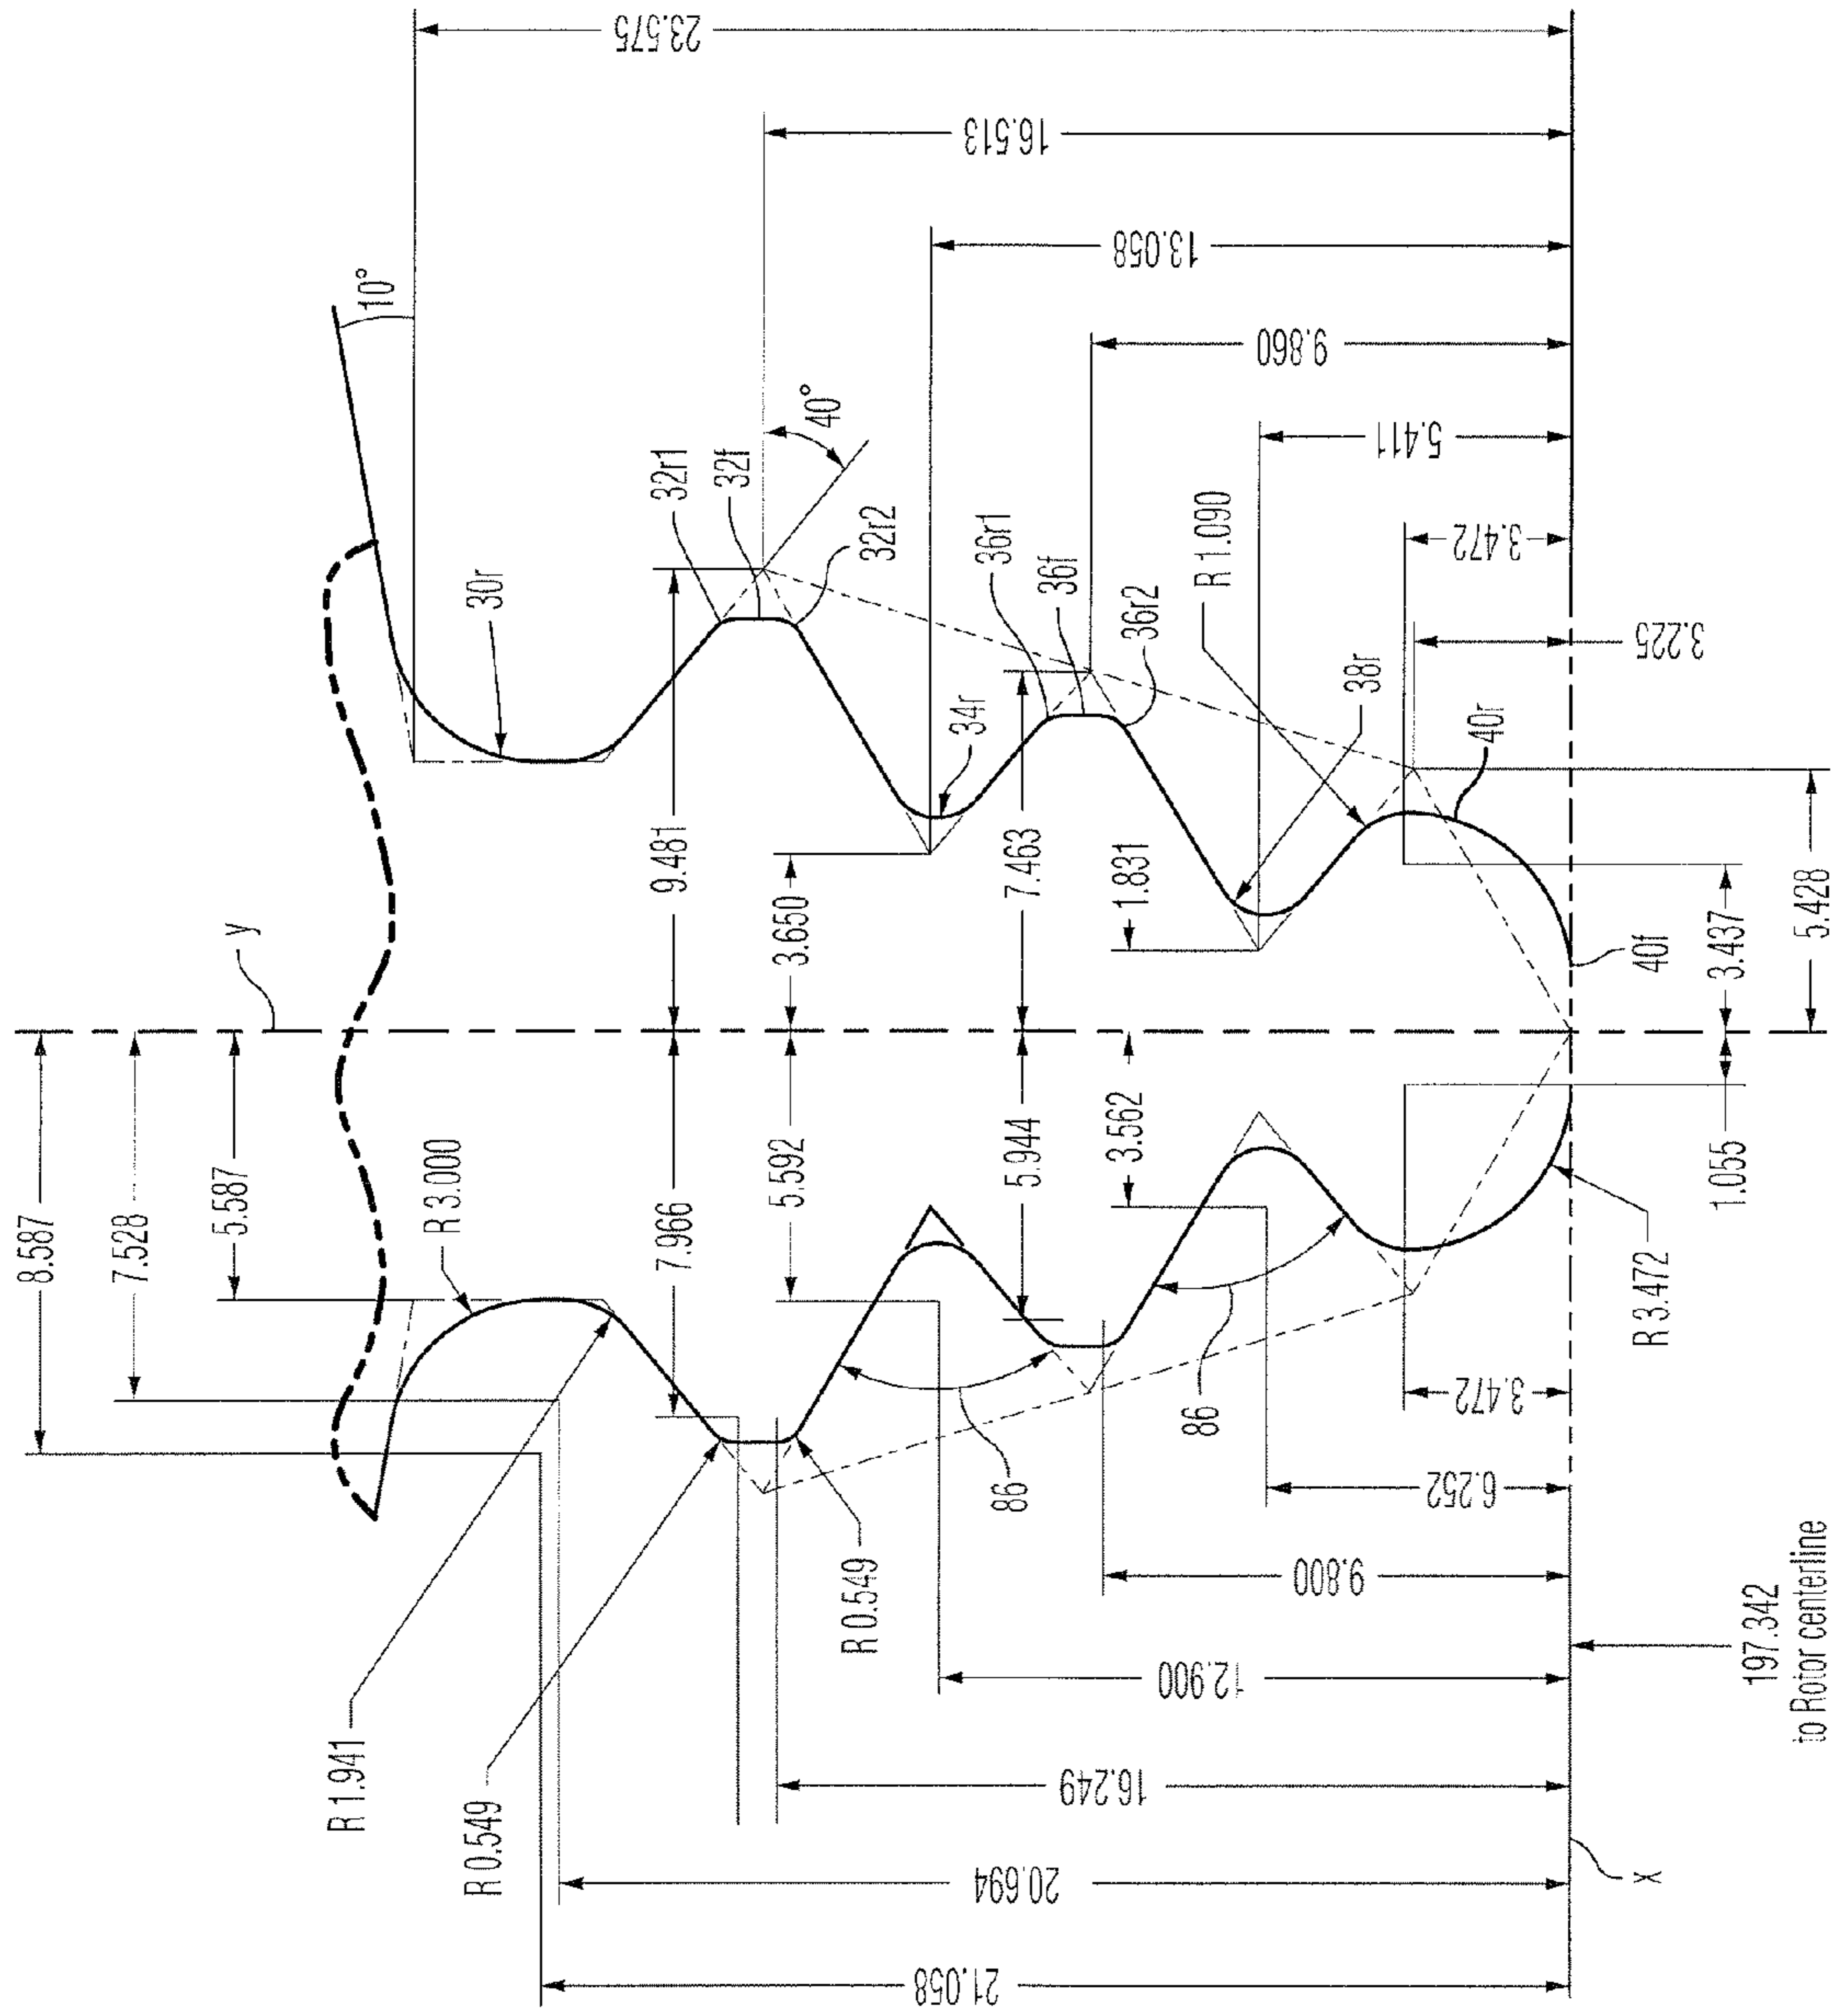 23.575
16.513
13.058
9.860
5.411
3.472
3.225
10°
40°
32r1
32f
32r2
30r
36r1
36f
36r2
34r
R 1.090
38r
40r
40f
9.481
3.650
7.463
1.831
3.437
5.428
y
8.587
7.528
5.587
R 3.000
7.966
5.592
5.944
3.562
1.055
R 1.941
R 0.549
R 0.549
86
86
R 3.472
3.472
6.252
9.800
12.900
16.249
20.694
21.058
197.342
to Rotor centerline
x